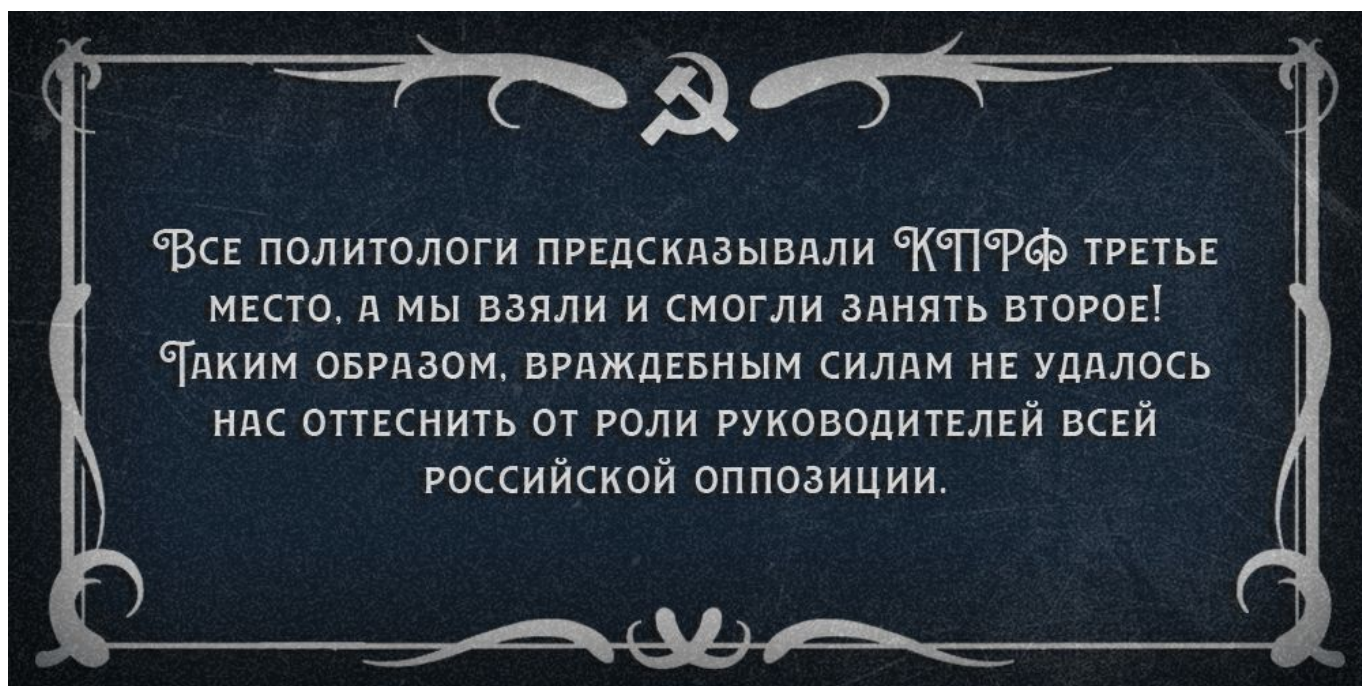 Все политологи предсказывали КПРФ третье
место, а мы взяли и смогли занять второе!
Таким образом, враждебным силам не удалось
нас оттеснить от роли руководителей всей
российской оппозиции.